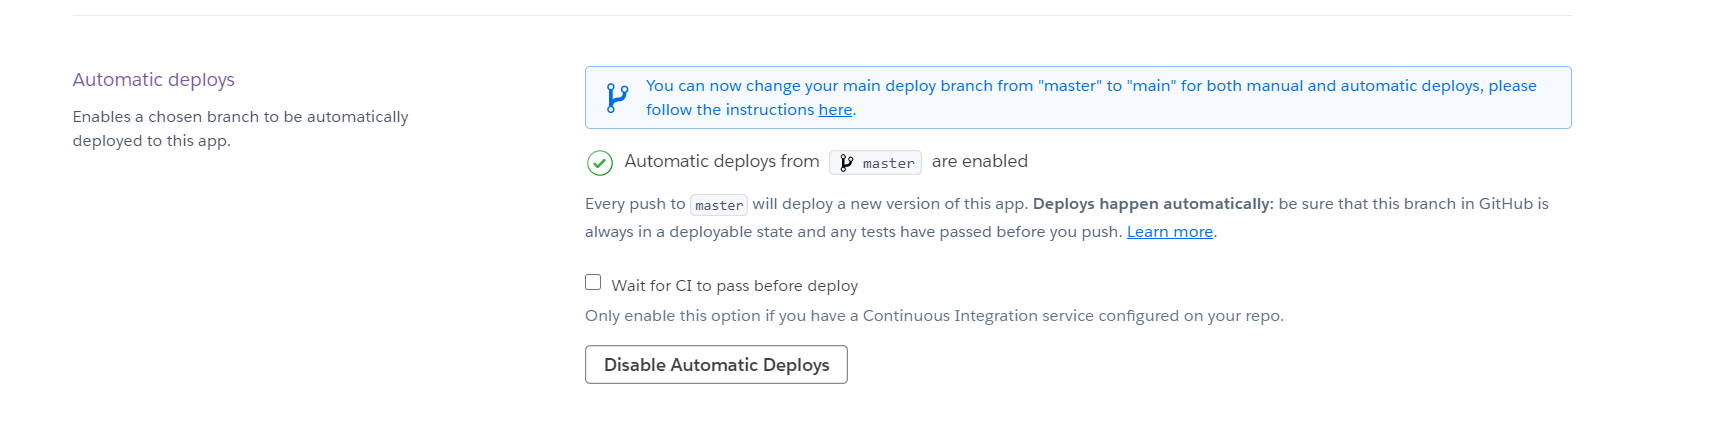 Automatic deploys
Enables a chosen branch to be automatically
deployed to this app.
You can now change your main deploy branch from "master" to "main" for both manual and automatic deploys, please
follow the instructions here.
Automatic deploys from master are enabled
Every push to master will deploy a new version of this app. Deploys happen automatically: be sure that this branch in GitHub is
always in a deployable state and any tests have passed before you push. Learn more.
Wait for CI to pass before deploy
Only enable this option if you have a Continuous Integration service configured on your repo.
Disable Automatic Deploys